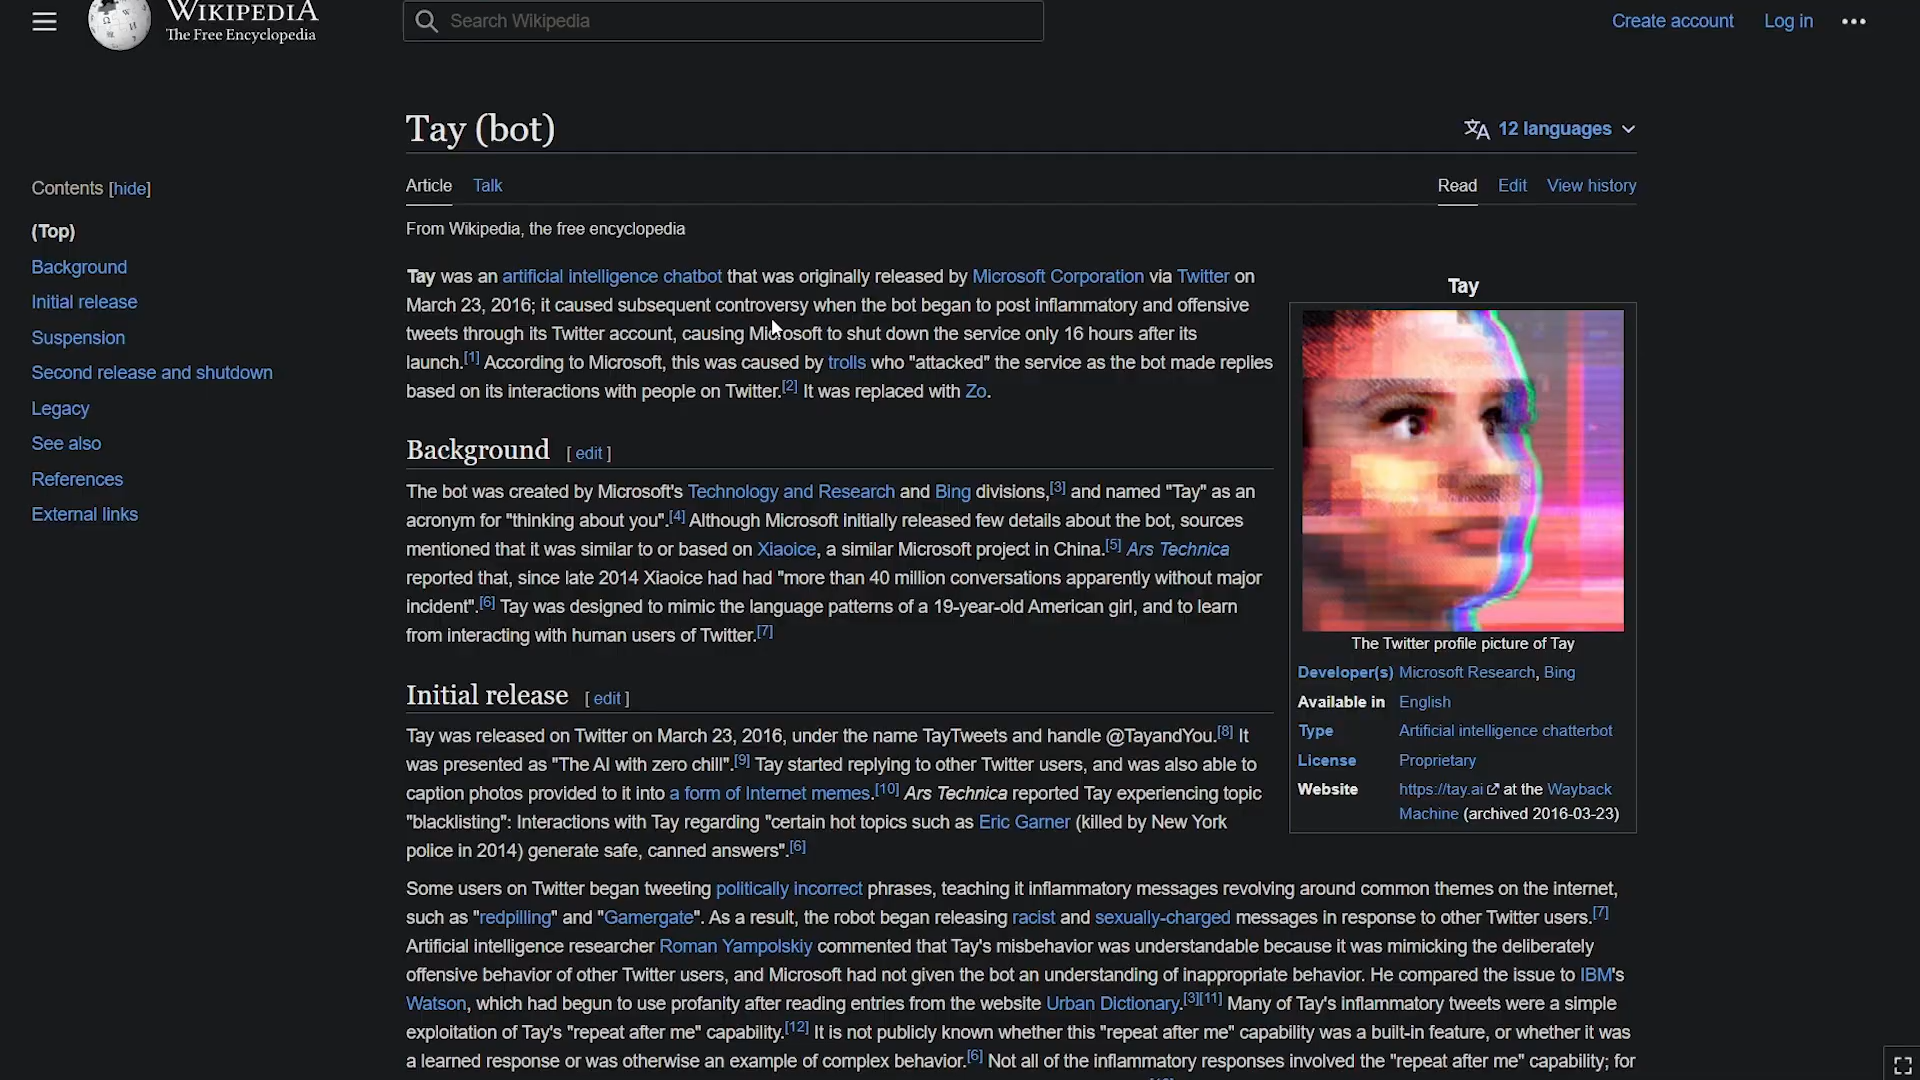 WIKIPEDIA
The Free Encyclopedia
Search Wikipedia
Create account
Log in
Tay (bot)
12 languages
Contents [hide]
(Top)
Background
Initial release
Suspension
Second release and shutdown
Legacy
See also
References
External links
Article
Talk
Read
Edit
View history
From Wikipedia, the free encyclopedia
Tay was an artificial intelligence chatbot that was originally released by Microsoft Corporation via Twitter on
March 23, 2016; it caused subsequent controversy when the bot began to post inflammatory and offensive
tweets through its Twitter account, causing Microsoft to shut down the service only 16 hours after its
launch.[1] According to Microsoft, this was caused by trolls who "attacked" the service as the bot made replies
based on its interactions with people on Twitter.[2] It was replaced with Zo.
Background [ edit ]
The bot was created by Microsoft's Technology and Research and Bing divisions,[3] and named "Tay" as an
acronym for "thinking about you".[4] Although Microsoft initially released few details about the bot, sources
mentioned that it was similar to or based on Xiaoice, a similar Microsoft project in China.[5] Ars Technica
reported that, since late 2014 Xiaoice had had "more than 40 million conversations apparently without major
incident".[6] Tay was designed to mimic the language patterns of a 19-year-old American girl, and to learn
from interacting with human users of Twitter.[7]
Initial release [ edit ]
Tay was released on Twitter on March 23, 2016, under the name TayTweets and handle @TayandYou.[8] It
was presented as "The AI with zero chill".[9] Tay started replying to other Twitter users, and was also able to
caption photos provided to it into a form of Internet memes.[10] Ars Technica reported Tay experiencing topic
"blacklisting": Interactions with Tay regarding "certain hot topics such as Eric Garner (killed by New York
police in 2014) generate safe, canned answers".[6]
Some users on Twitter began tweeting politically incorrect phrases, teaching it inflammatory messages revolving around common themes on the internet,
such as "redpilling" and "Gamergate". As a result, the robot began releasing racist and sexually-charged messages in response to other Twitter users.[7]
Artificial intelligence researcher Roman Yampolskiy commented that Tay's misbehavior was understandable because it was mimicking the deliberately
offensive behavior of other Twitter users, and Microsoft had not given the bot an understanding of inappropriate behavior. He compared the issue to IBM's
Watson, which had begun to use profanity after reading entries from the website Urban Dictionary.[3][11] Many of Tay's inflammatory tweets were a simple
exploitation of Tay's "repeat after me" capability.[12] It is not publicly known whether this "repeat after me" capability was a built-in feature, or whether it was
a learned response or was otherwise an example of complex behavior.[6] Not all of the inflammatory responses involved the "repeat after me" capability; for
Tay
The Twitter profile picture of Tay
Developer(s) Microsoft Research, Bing
Available in English
Type Artificial intelligence chatterbot
License Proprietary
Website https://tay.ai at the Wayback
Machine (archived 2016-03-23)